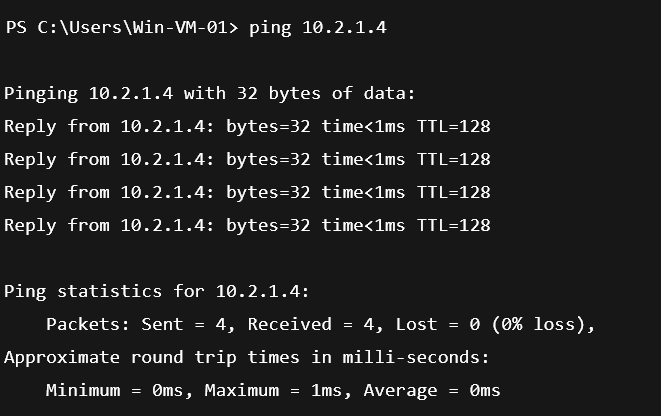 PS C:\Users\Win-VM-01> ping 10.2.1.4
Pinging 10.2.1.4 with 32 bytes of data:
Reply from 10.2.1.4: bytes=32 time<1ms TTL=128
Reply from 10.2.1.4: bytes=32 time<1ms TTL=128
Reply from 10.2.1.4: bytes=32 time<1ms TTL=128
Reply from 10.2.1.4: bytes=32 time<1ms TTL=128
Ping statistics for 10.2.1.4:
Packets: Sent = 4, Received = 4, Lost = 0 (0% loss),
Approximate round trip times in milli-seconds:
Minimum = 0ms, Maximum = 1ms, Average = 0ms